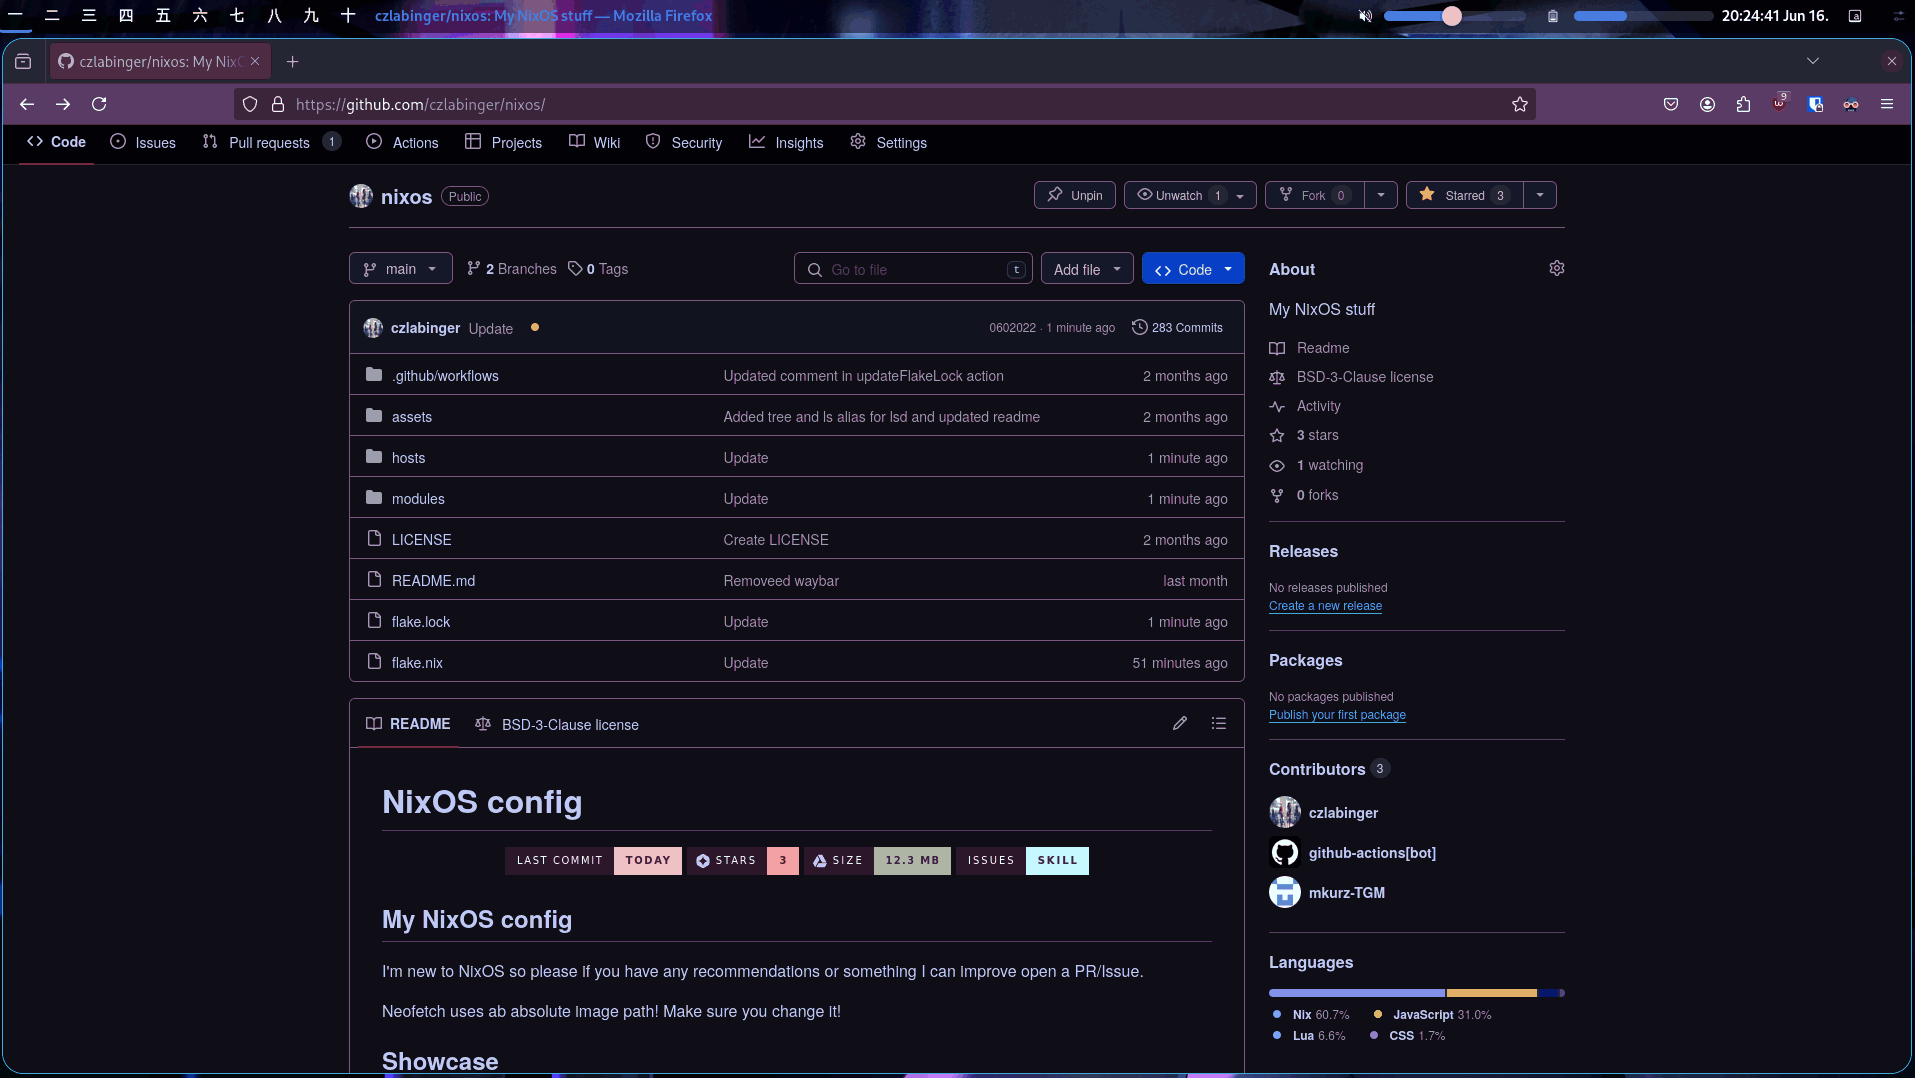 一 二 三 四 五 六 七 八 九 十 czlabinger/nixos: My NixOS stuff — Mozilla Firefox 20:24:41 Jun 16. a
czlabinger/nixos: My Nix
https://github.com/czlabinger/nixos/ 9
Code Issues Pull requests 1 Actions Projects Wiki Security Insights Settings
nixos Public Unpin Unwatch 1 Fork 0 Starred 3
main 2 Branches 0 Tags Go to file t Add file Code
czlabinger Update 0602022 · 1 minute ago 283 Commits
.github/workflows Updated comment in updateFlakeLock action 2 months ago
assets Added tree and ls alias for lsd and updated readme 2 months ago
hosts Update 1 minute ago
modules Update 1 minute ago
LICENSE Create LICENSE 2 months ago
README.md Removeed waybar last month
flake.lock Update 1 minute ago
flake.nix Update 51 minutes ago
README BSD-3-Clause license
NixOS config
LAST COMMIT TODAY STARS 3 SIZE 12.3 MB ISSUES SKILL
My NixOS config
I'm new to NixOS so please if you have any recommendations or something I can improve open a PR/Issue.
Neofetch uses ab absolute image path! Make sure you change it!
Showcase
About
My NixOS stuff
Readme
BSD-3-Clause license
Activity
3 stars
1 watching
0 forks
Releases
No releases published
Create a new release
Packages
No packages published
Publish your first package
Contributors 3
czlabinger
github-actions[bot]
mkurz-TGM
Languages
Nix 60.7% JavaScript 31.0%
Lua 6.6% CSS 1.7%